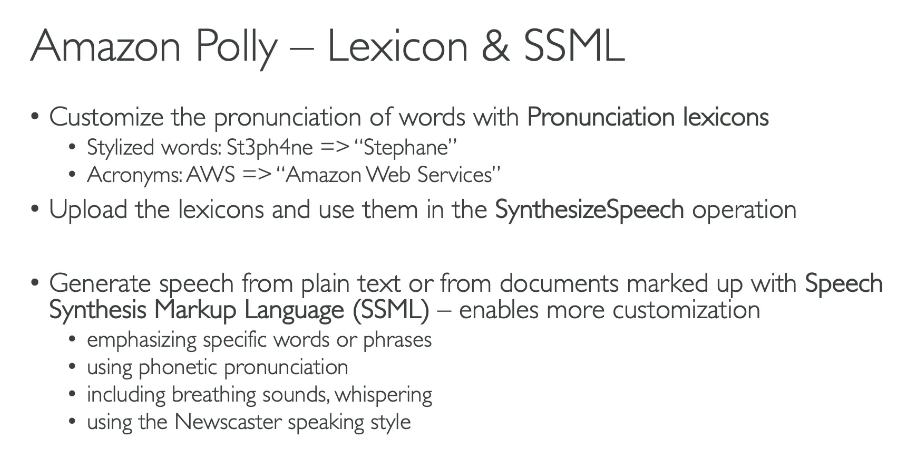 Amazon Polly – Lexicon & SSML
• Customize the pronunciation of words with Pronunciation lexicons
• Stylized words: St3ph4ne => “Stephane”
• Acronyms: AWS => “Amazon Web Services”
• Upload the lexicons and use them in the SynthesizeSpeech operation
• Generate speech from plain text or from documents marked up with Speech
Synthesis Markup Language (SSML) – enables more customization
• emphasizing specific words or phrases
• using phonetic pronunciation
• including breathing sounds, whispering
• using the Newscaster speaking style